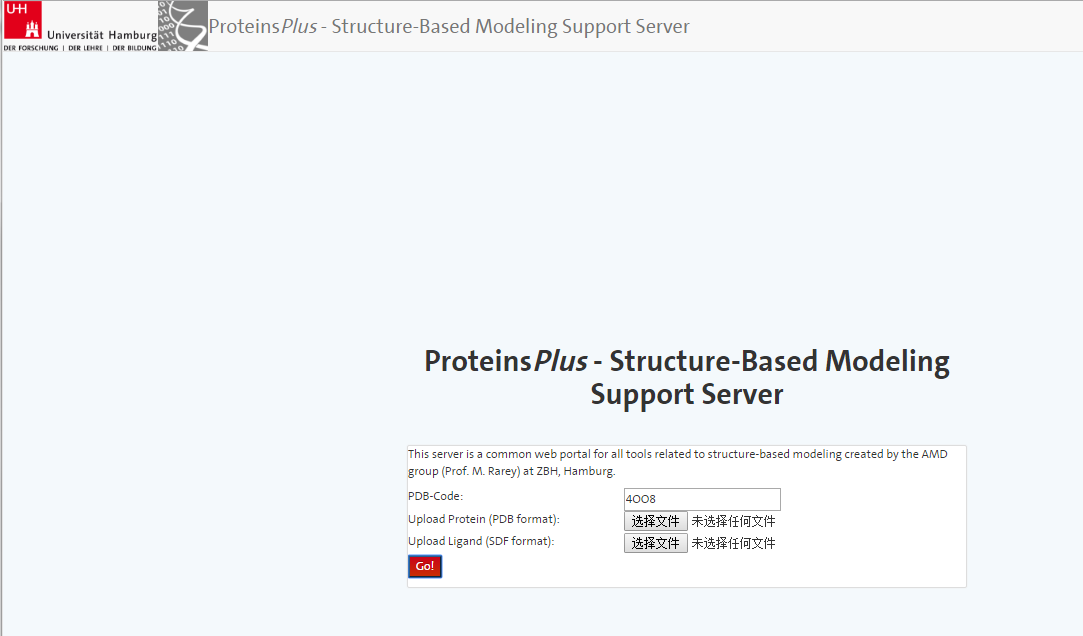 UHH
Universität Hamburg
DER FORSCHUNG | DER LEHRE | DER BILDUNG
ProteinsPlus - Structure-Based Modeling Support Server
ProteinsPlus - Structure-Based Modeling
Support Server
This server is a common web portal for all tools related to structure-based modeling created by the AMD
group (Prof. M. Rarey) at ZBH, Hamburg.
PDB-Code: 4OO8
Upload Protein (PDB format): 选择文件 未选择任何文件
Upload Ligand (SDF format): 选择文件 未选择任何文件
Go!